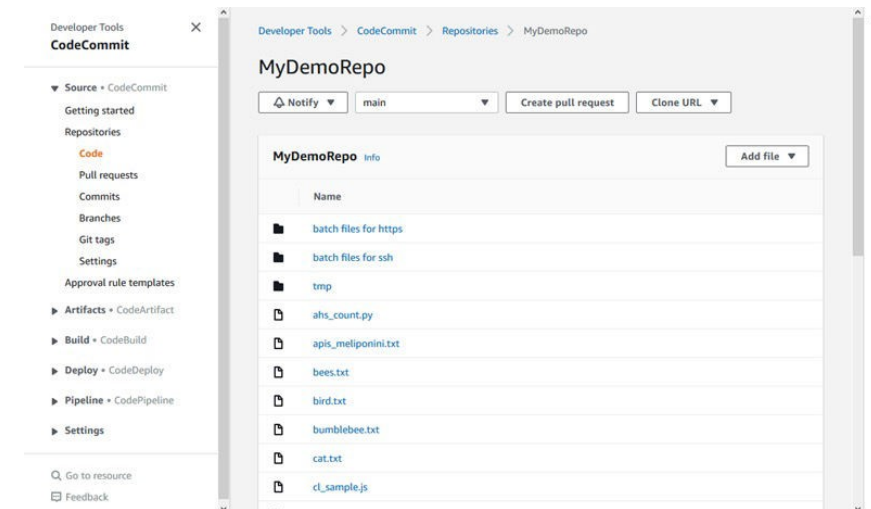 Developer Tools
CodeCommit
Source • CodeCommit
Getting started
Repositories
Code
Pull requests
Commits
Branches
Git tags
Settings
Approval rule templates
Artifacts • CodeArtifact
Build • CodeBuild
Deploy • CodeDeploy
Pipeline • CodePipeline
Settings
Go to resource
Feedback
Developer Tools > CodeCommit > Repositories > MyDemoRepo
MyDemoRepo
Notify main Create pull request Clone URL
MyDemoRepo Info Add file
Name
batch files for https
batch files for ssh
tmp
ahs_count.py
apis_meliponini.txt
bees.txt
bird.txt
bumblebee.txt
cat.txt
cl_sample.js